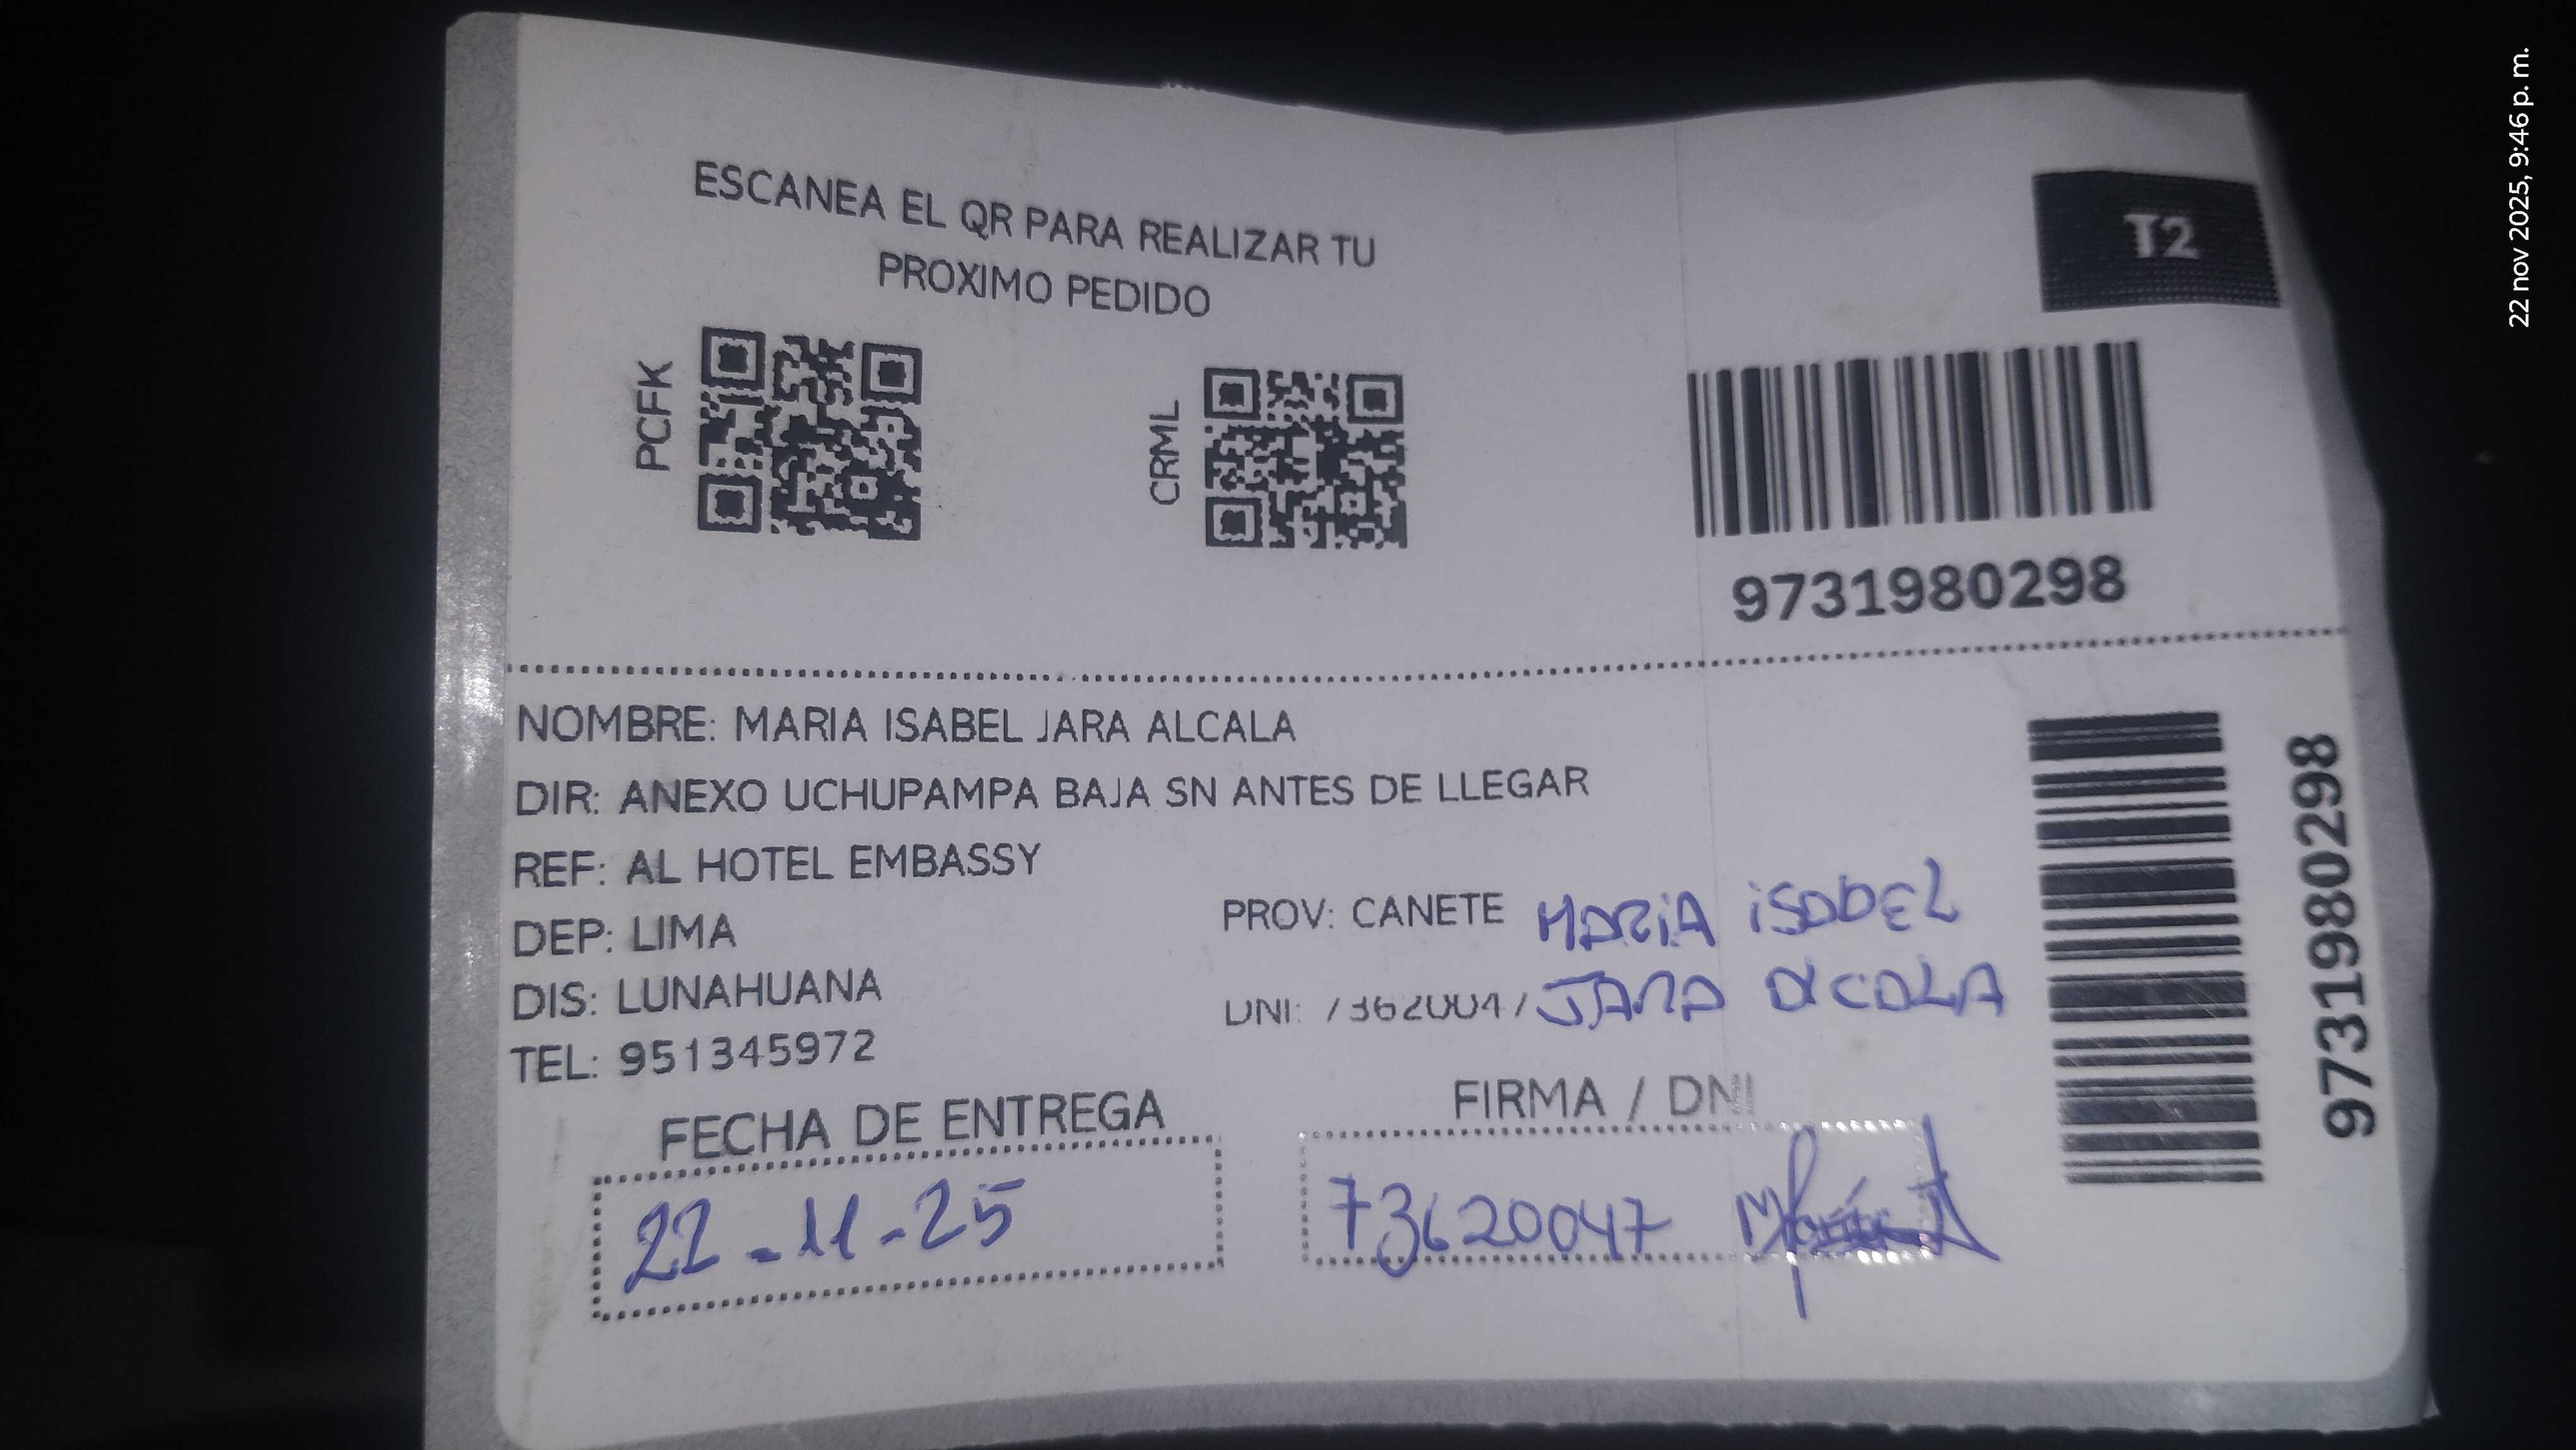 22 nov 2025, 9:46 p. m.
ESCANEA EL QR PARA REALIZAR TU
PROXIMO PEDIDO
T2
PCFK
CRML
9731980298
NOMBRE: MARIA ISABEL JARA ALCALA
DIR: ANEXO UCHUPAMPA BAJA SN ANTES DE LLEGAR
REF: AL HOTEL EMBASSY
DEP: LIMA
PROV: CANETE
MARiA iSABEL
DIS: LUNAHUANA
DNI: 73620047
JARA ALCALA
TEL: 951345972
9731980298
FECHA DE ENTREGA
FIRMA / DNI
22-11-25
73620047